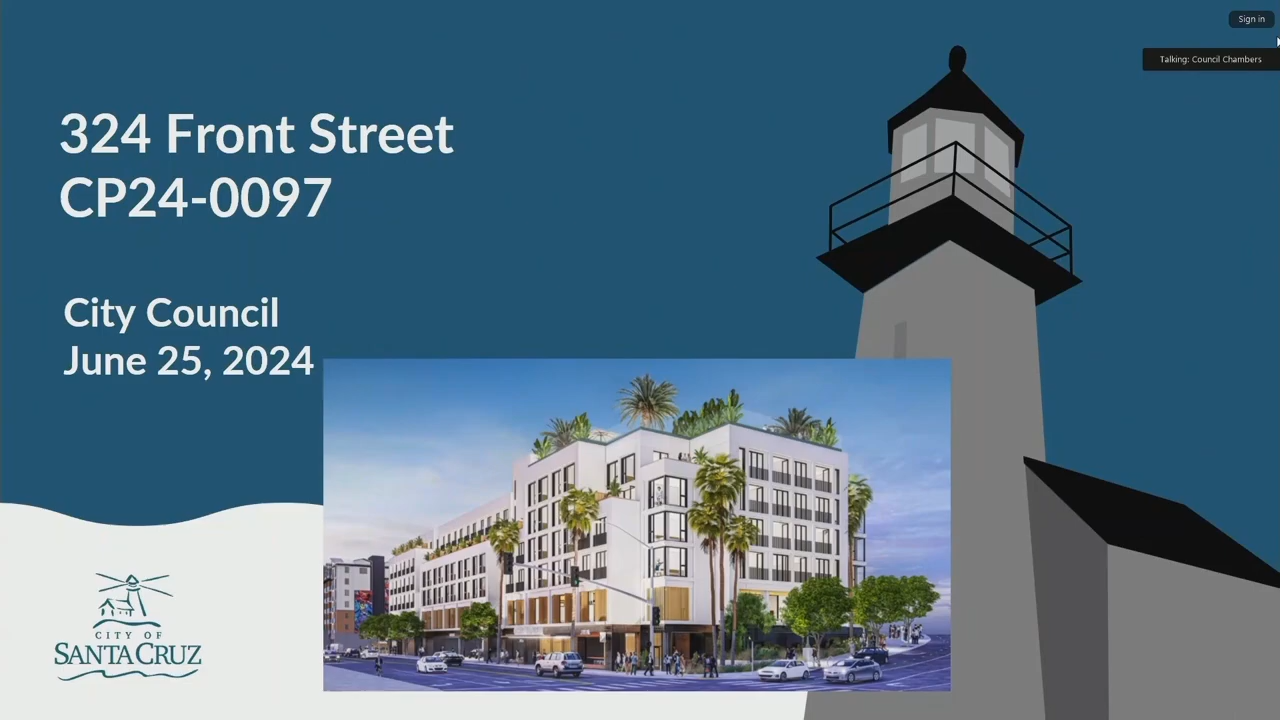 Sign in
Talking: Council Chambers
324 Front Street
CP24-0097
City Council
June 25, 2024
CITY OF
SANTA CRUZ